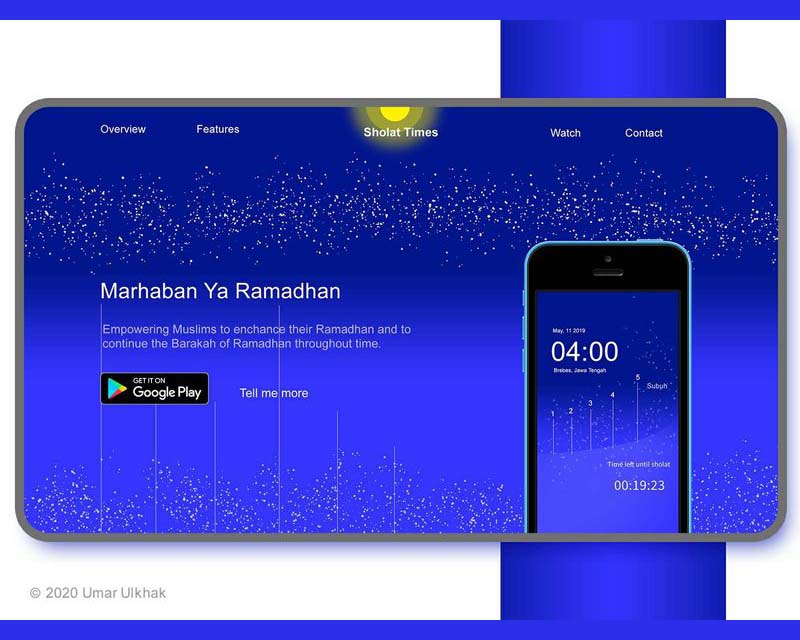 Overview Features Sholat Times Watch Contact
Marhaban Ya Ramadhan
Empowering Muslims to enchance their Ramadhan and to
continue the Barakah of Ramadhan throughout time.
GET IT ON
Google Play
Tell me more
May, 11 2019
04:00
Brebes, Jawa Tengah
1 2 3 4 5 Subuh
Time left until sholat
00:19:23
© 2020 Umar Ulkhak